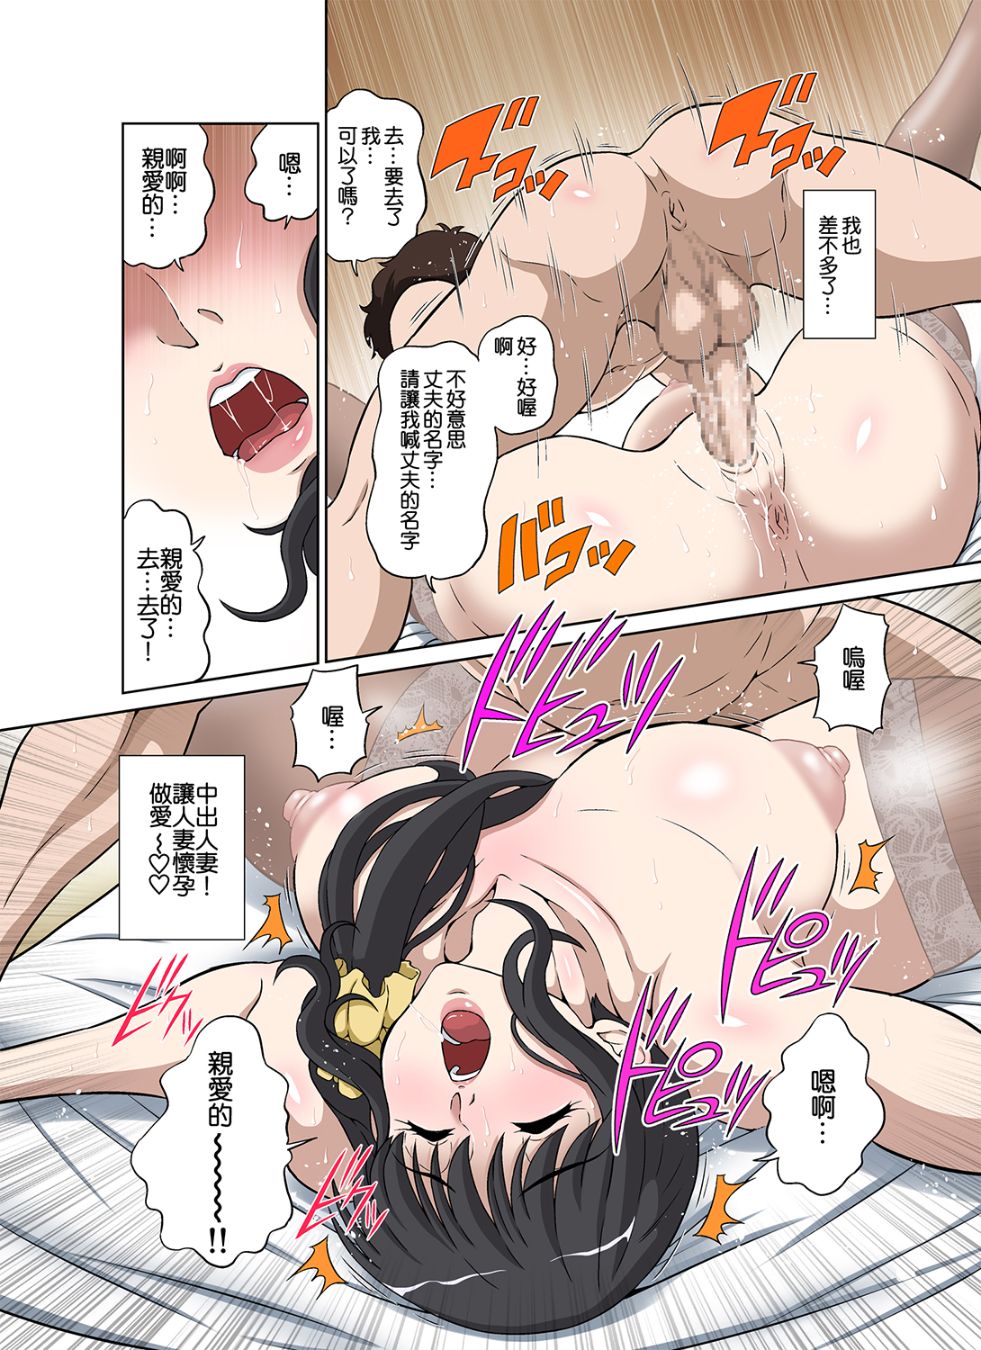 ズコッ
ズコッ
去…要去了
我…
可以了嗎？
我也
差不多了…
好…好喔
啊
不好意思
丈夫的名字…
請讓我喊丈夫的名字
バコッ
嗯…
啊啊…
親愛的…
親愛的…
去…去了！
嗚喔
ドビュッ
喔…
中出人妻！
讓人妻懷孕
做愛～♡♡
ドピュッ
ドピュッ
ビクッ
嗯啊…
親愛的
～～～～～!!
ビクッ